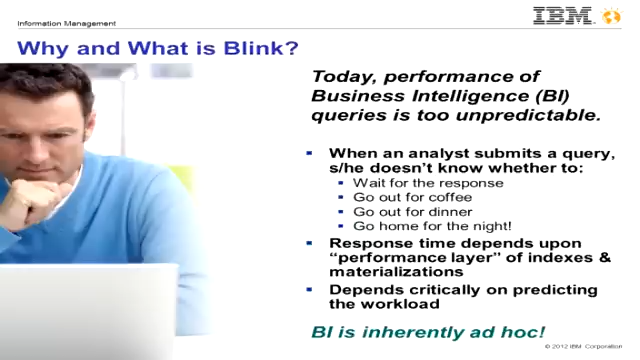 Information Management
IBM
Why and What is Blink?
Today, performance of
Business Intelligence (BI)
queries is too unpredictable.
When an analyst submits a query,
s/he doesn't know whether to:
Wait for the response
Go out for coffee
Go out for dinner
Go home for the night!
Response time depends upon
"performance layer" of indexes &
materializations
Depends critically on predicting
the workload
BI is inherently ad hoc!
© 2012 IBM Corporation